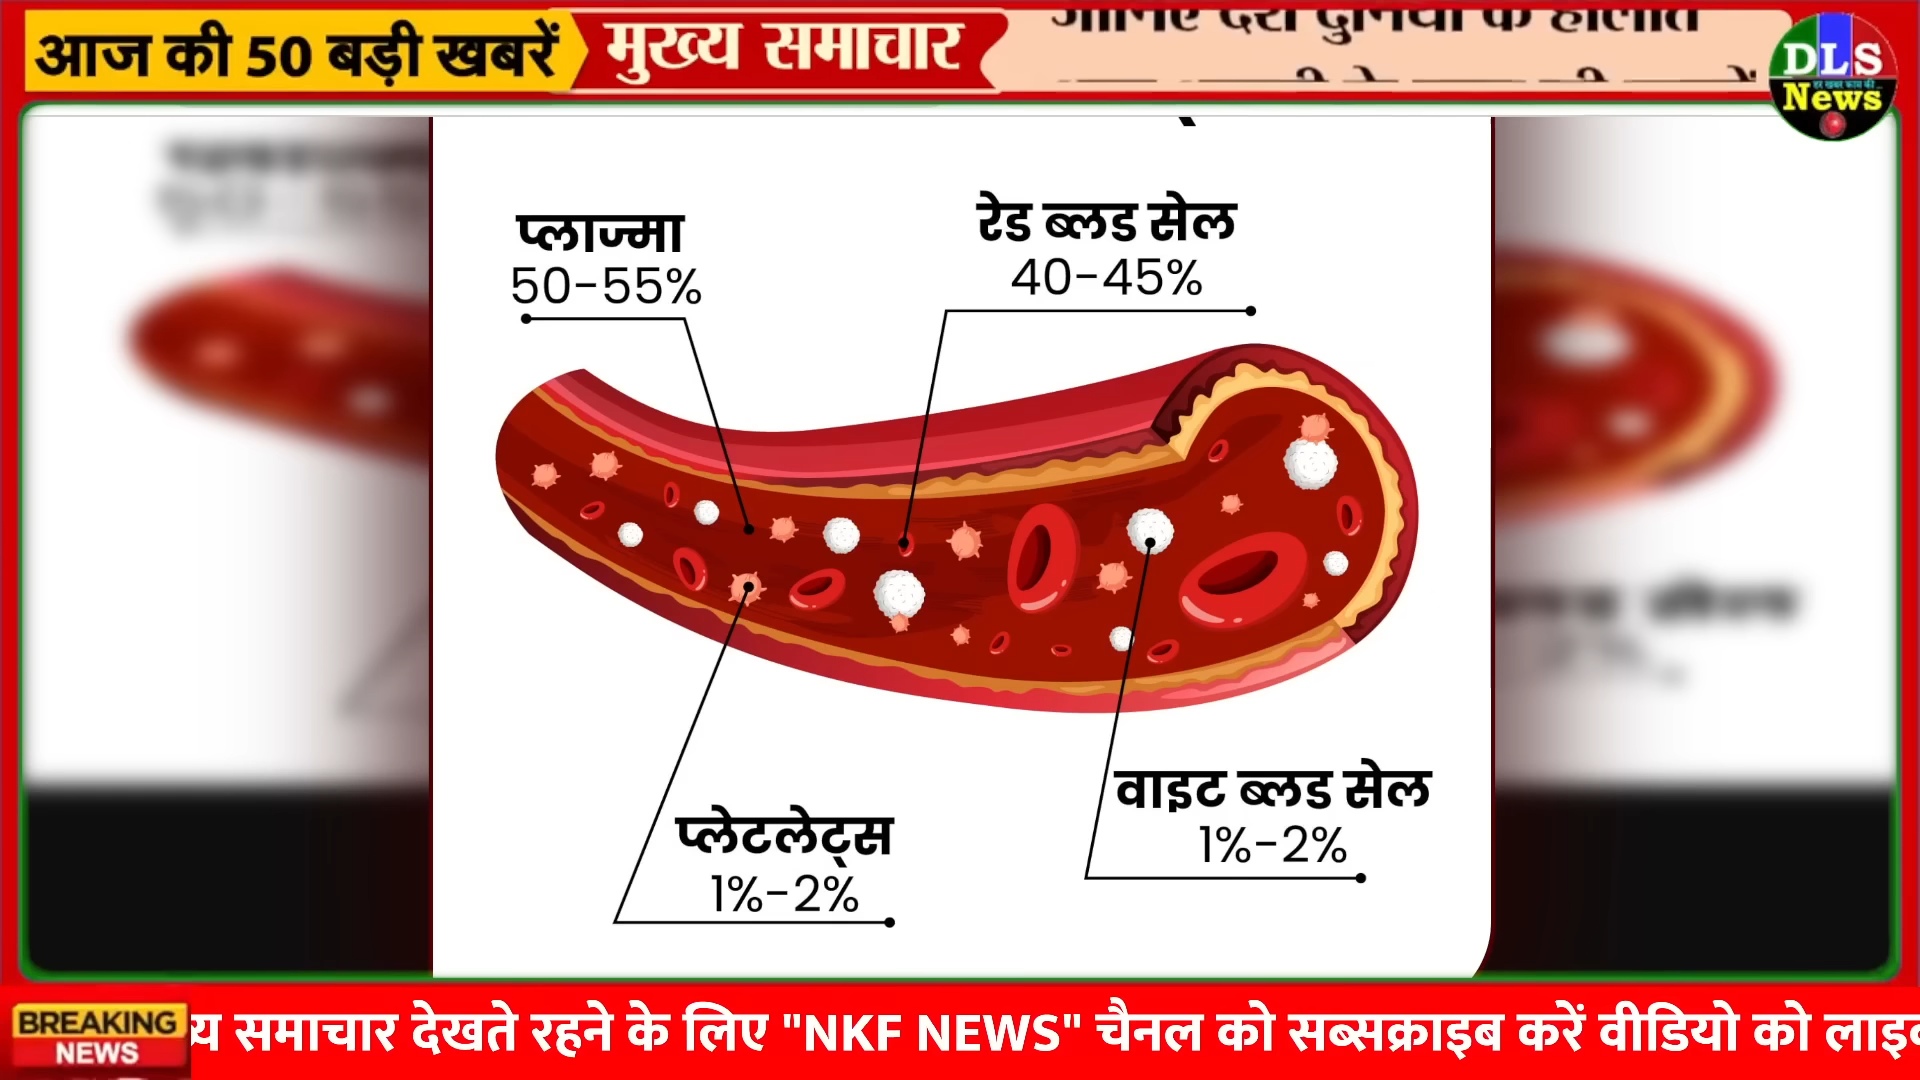 आज की 50 बड़ी खबरें
मुख्य समाचार
जानिए देश दुनिया के हालात
DLS
News
प्लाज्मा
50-55%
रेड ब्लड सेल
40-45%
वाइट ब्लड सेल
1%-2%
प्लेटलेट्स
1%-2%
BREAKING
NEWS
य समाचार देखते रहने के लिए "NKF NEWS" चैनल को सब्सक्राइब करें वीडियो को लाइक